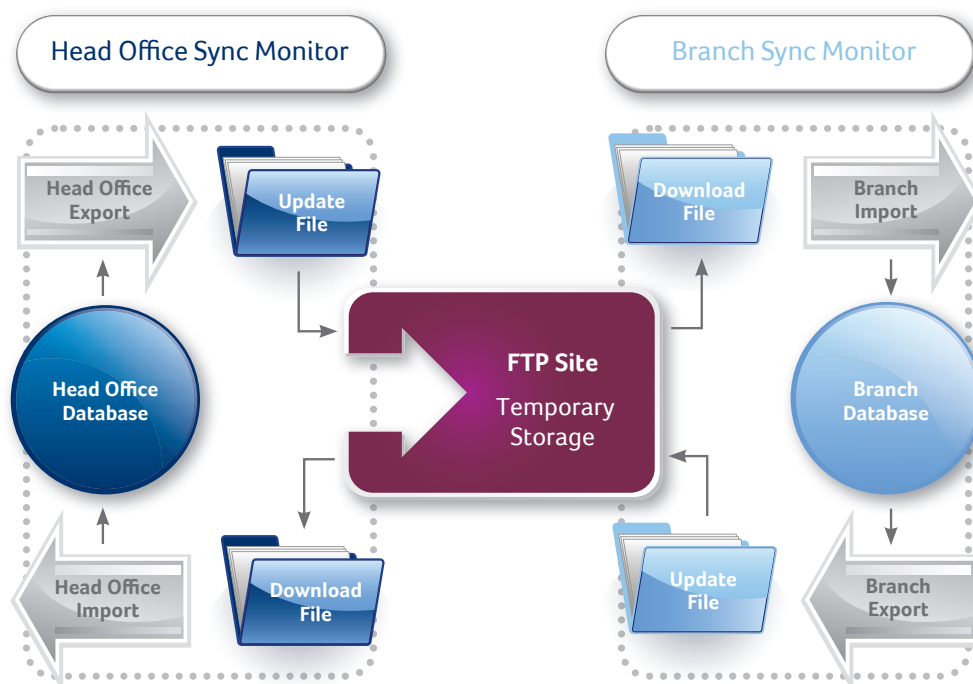 Head Office Sync Monitor
Branch Sync Monitor
Head Office
Export
Update
File
Download
File
Branch
Import
Head Office
Database
FTP Site
Temporary
Storage
Branch
Database
Head Office
Import
Download
File
Update
File
Branch
Export